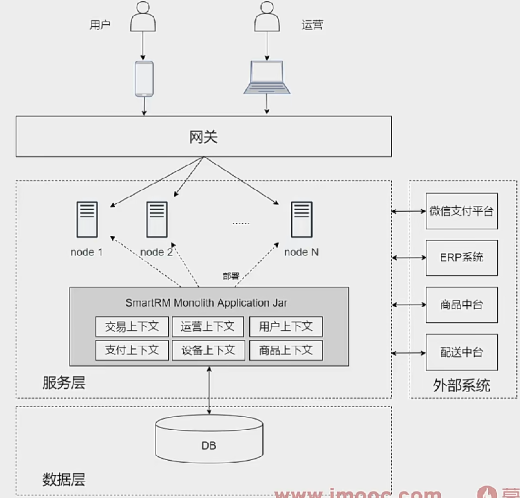 用户
运营
网关
node 1
node 2
......
node N
部署
SmartRM Monolith Application Jar
交易上下文
运营上下文
用户上下文
支付上下文
设备上下文
商品上下文
服务层
微信支付平台
ERP系统
商品中台
配送中台
外部系统
DB
数据层
www.imooc.com